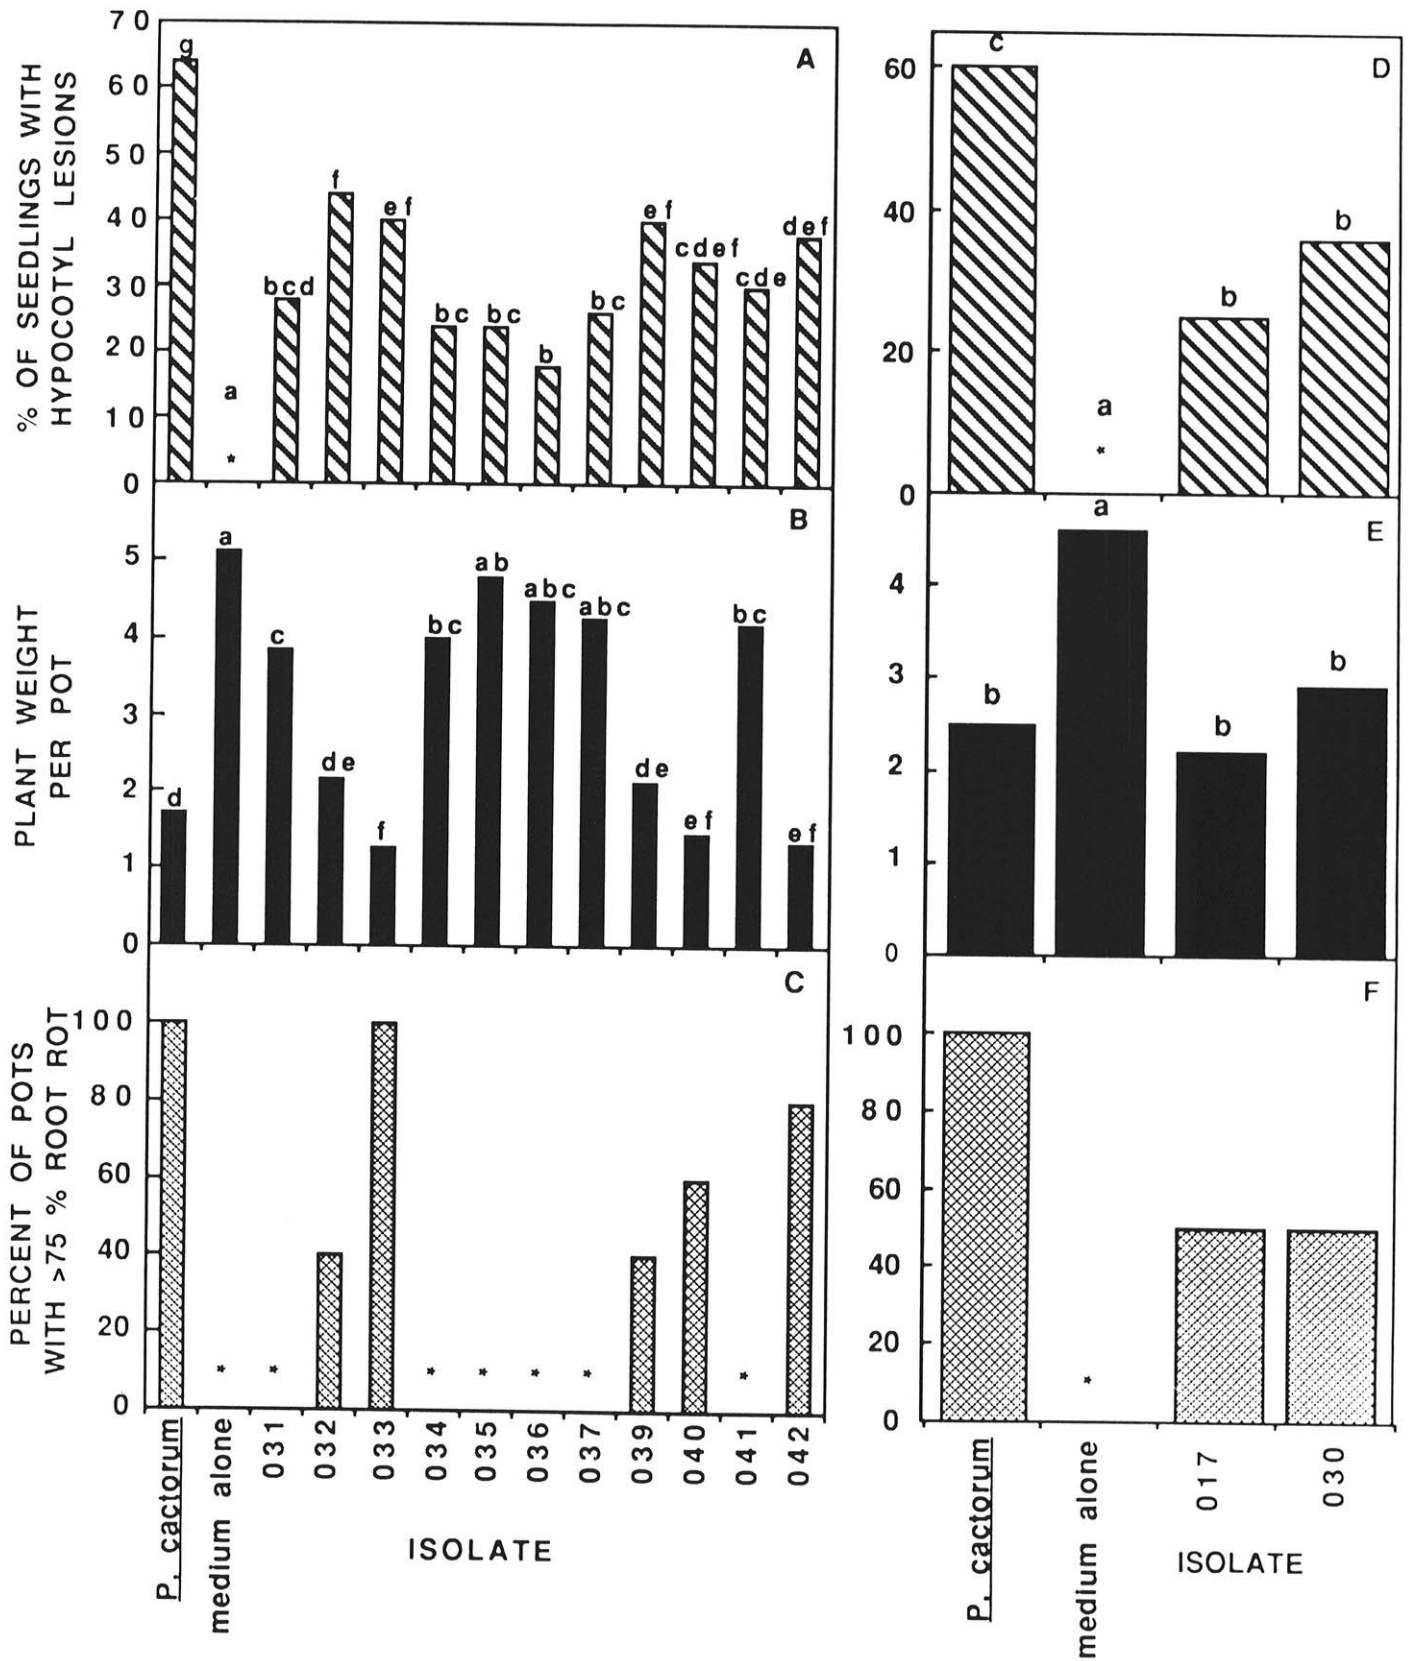 % OF SEEDLINGS WITH
HYPOCOTYL LESIONS
70
60
50
40
30
20
10
0
A
g
a
*
bcd
f
ef
bc
bc
b
bc
ef
cdef
cde
def
60
40
20
0
D
c
a
*
b
b
PLANT WEIGHT
PER POT
5
4
3
2
1
0
B
d
a
c
de
f
bc
ab
abc
abc
de
ef
bc
ef
4
3
2
1
0
E
b
a
b
b
PERCENT OF POTS
WITH >75 % ROOT ROT
100
80
60
40
20
0
C
*
*
*
*
*
*
*
P. cactorum
medium alone
031
032
033
034
035
036
037
039
040
041
042
ISOLATE
100
80
60
40
20
0
F
*
P. cactorum
medium alone
017
030
ISOLATE